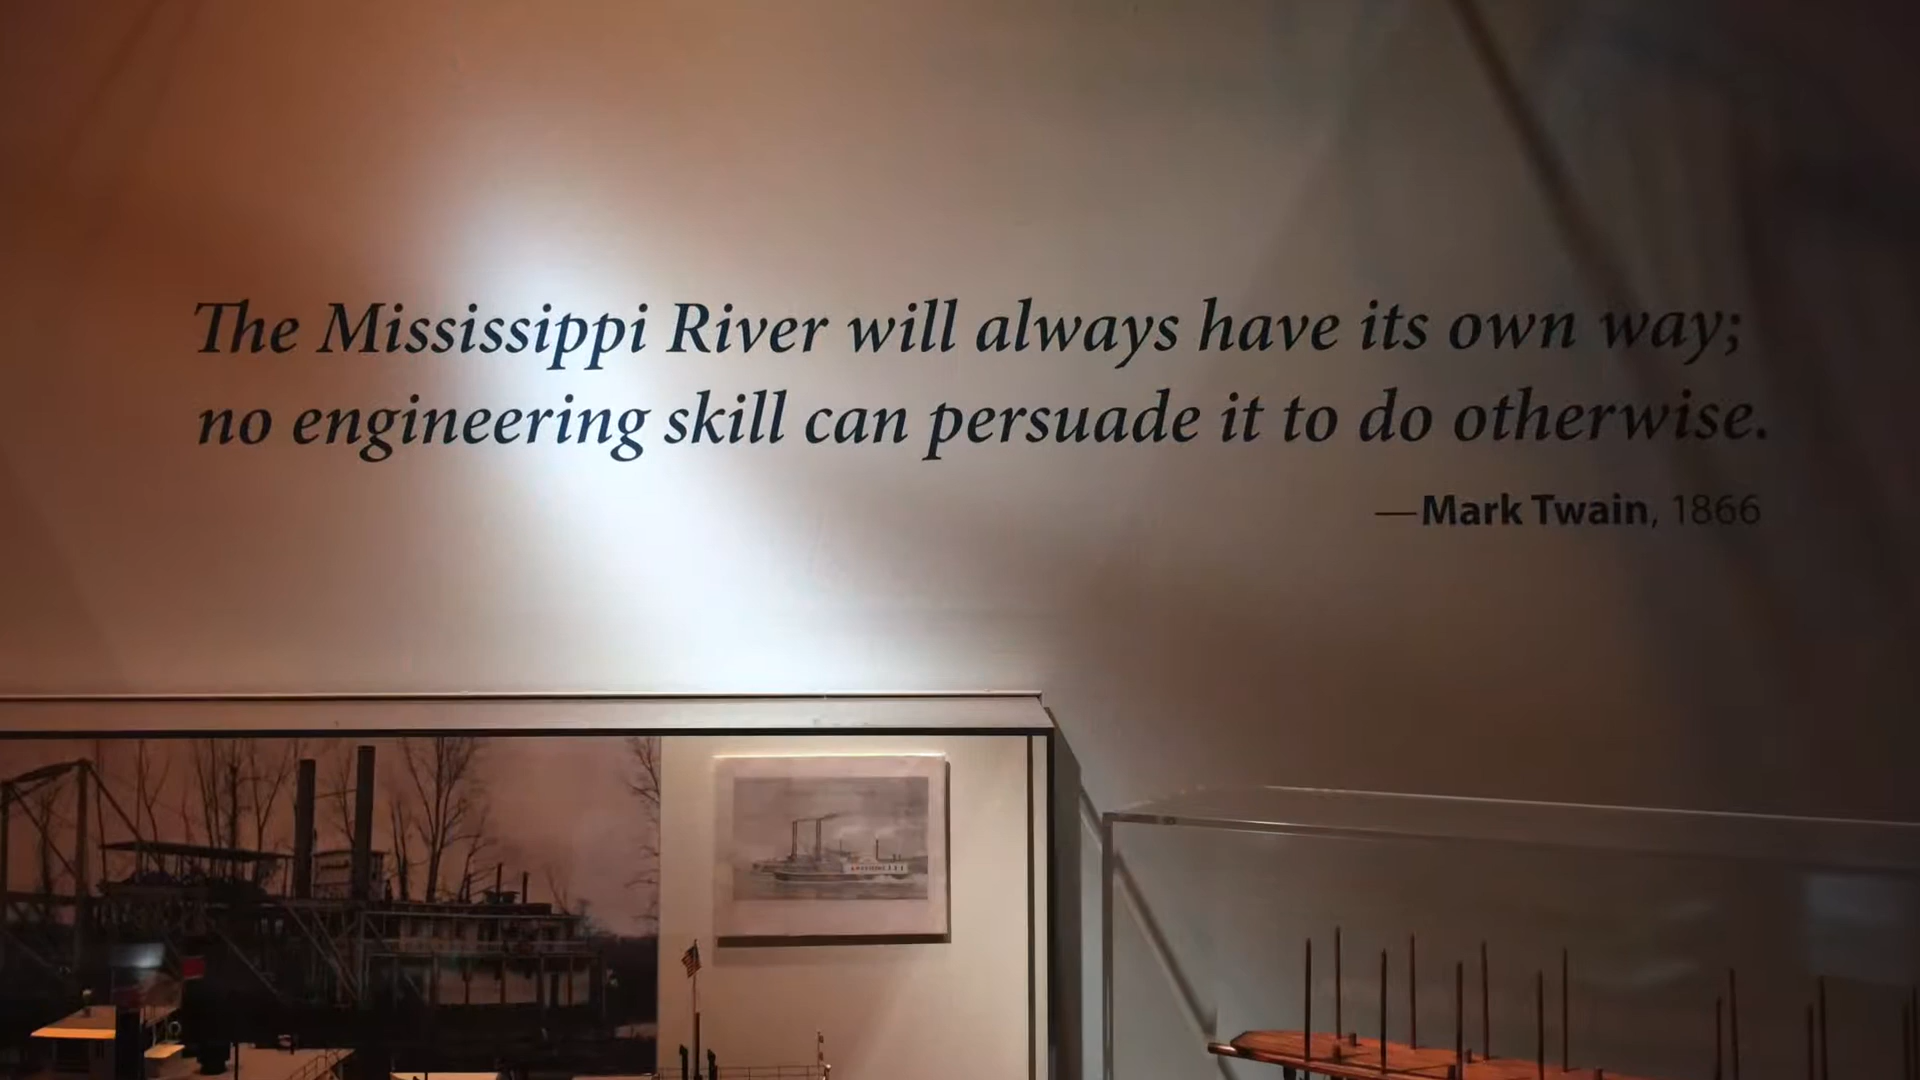 The Mississippi River will always have its own way;
no engineering skill can persuade it to do otherwise.
—Mark Twain, 1866